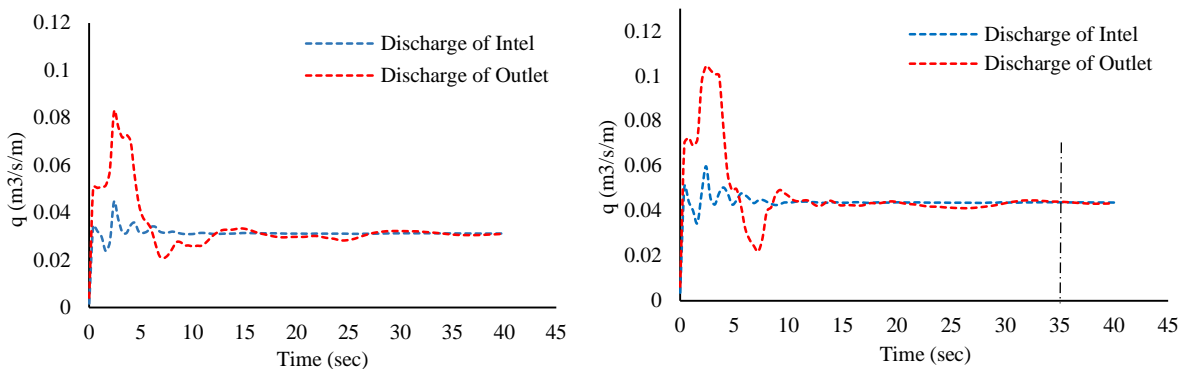 0.12
0.1
0.08
0.06
0.04
0.02
0
q (m3/s/m)
Discharge of Intel
Discharge of Outlet
0 5 10 15 20 25 30 35 40 45
Time (sec)
0.12
0.1
0.08
0.06
0.04
0.02
0
q (m3/s/m)
Discharge of Intel
Discharge of Outlet
0 5 10 15 20 25 30 35 40 45
Time (sec)